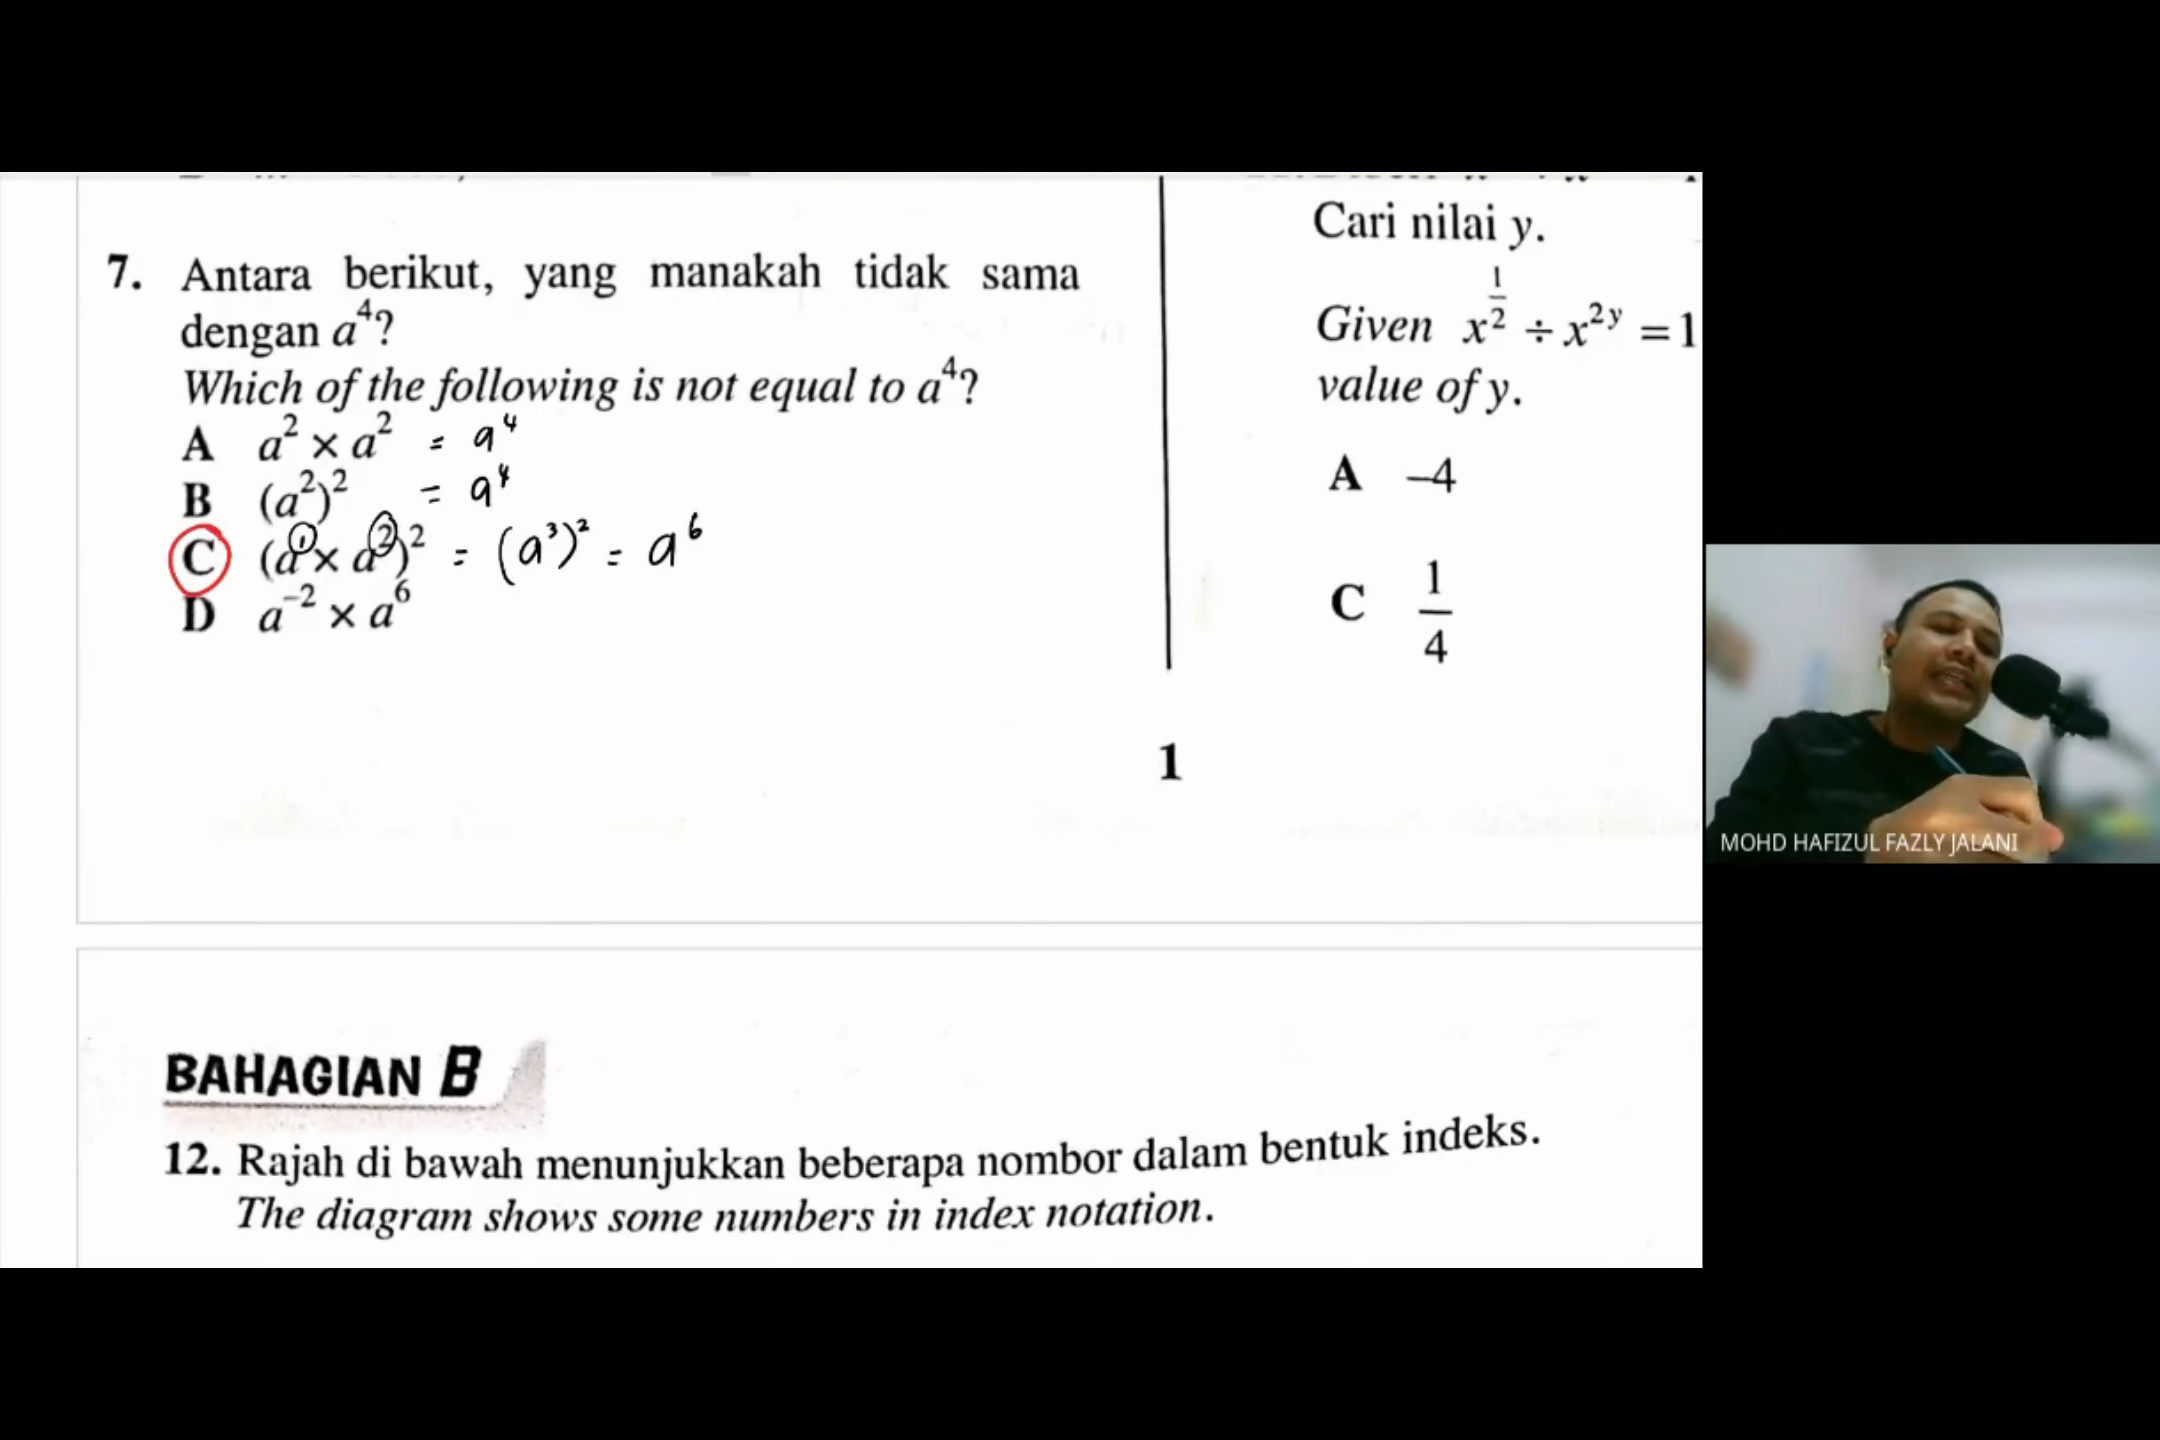 7. Antara berikut, yang manakah tidak sama
dengan a⁴?
Which of the following is not equal to a⁴?
A a² × a² = a⁴
B (a²)² = a⁴
C (a¹ × a²)² = (a³)² = a⁶
D a⁻² × a⁶
Cari nilai y.
Given x^(1/2) ÷ x^(2y) = 1
value of y.
A –4
C 1/4
1
MOHD HAFIZUL FAZLY JALANI
BAHAGIAN B
12. Rajah di bawah menunjukkan beberapa nombor dalam bentuk indeks.
The diagram shows some numbers in index notation.